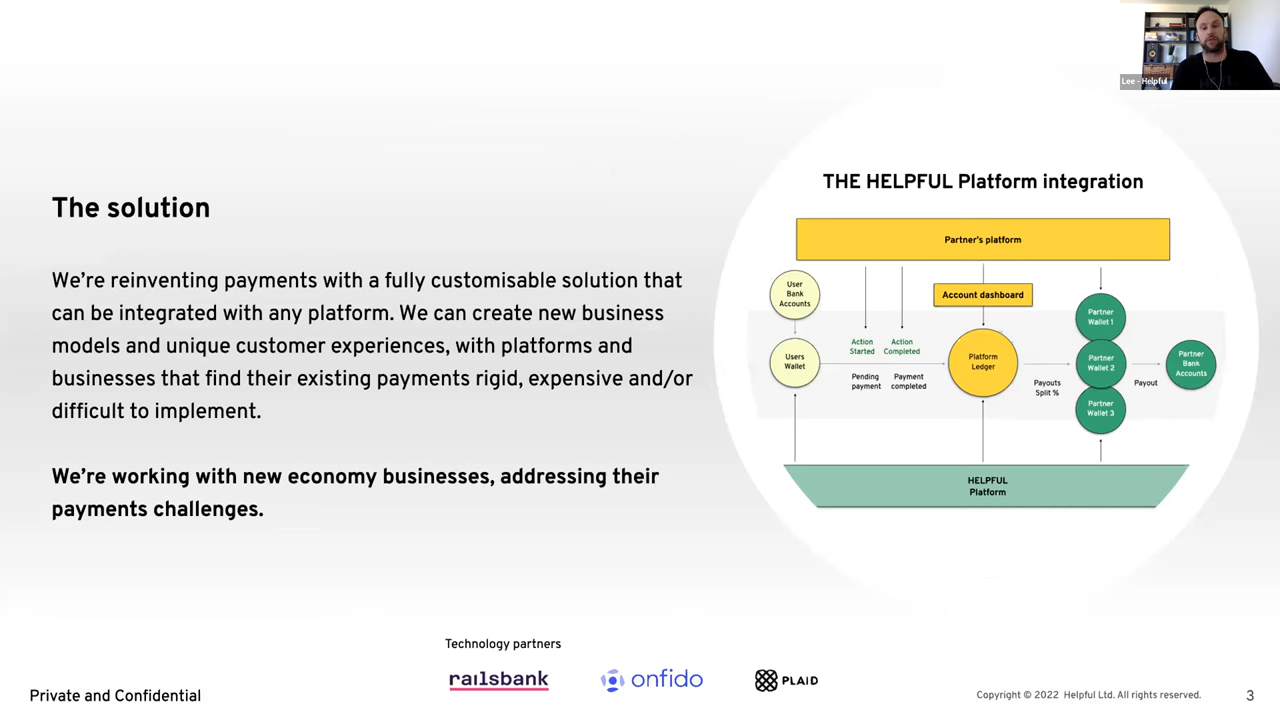 Lee - Helpful
The solution
We're reinventing payments with a fully customisable solution that
can be integrated with any platform. We can create new business
models and unique customer experiences, with platforms and
businesses that find their existing payments rigid, expensive and/or
difficult to implement.
We're working with new economy businesses, addressing their
payments challenges.
THE HELPFUL Platform integration
Partner's platform
User
Bank
Accounts
Account dashboard
Users
Wallet
Action
Started
Action
Completed
Pending
payment
Payment
completed
Platform
Ledger
Payouts
Split %
Partner
Wallet 1
Partner
Wallet 2
Partner
Wallet 3
Payout
Partner
Bank
Accounts
HELPFUL
Platform
Technology partners
railsbank
onfido
PLAID
Private and Confidential
Copyright © 2022 Helpful Ltd. All rights reserved.
3